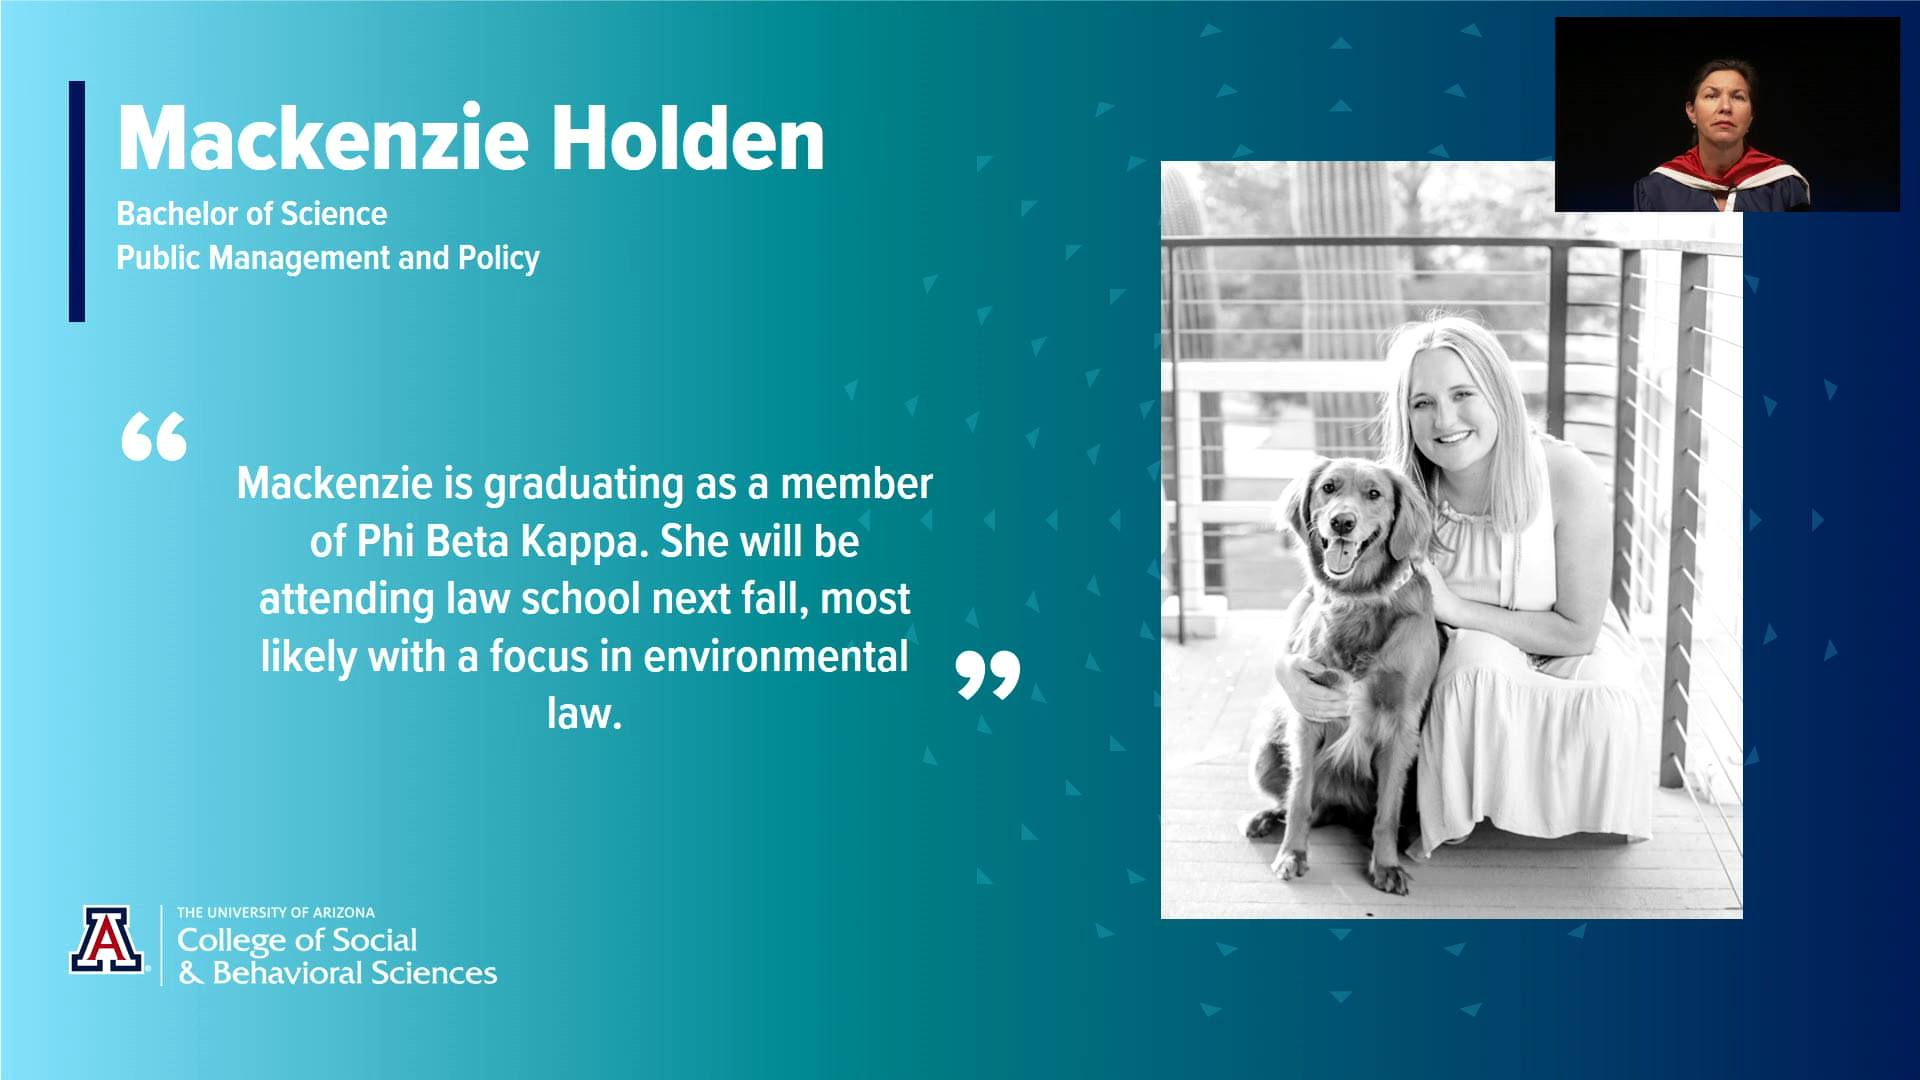 Mackenzie Holden
Bachelor of Science
Public Management and Policy
“
Mackenzie is graduating as a member
of Phi Beta Kappa. She will be
attending law school next fall, most
likely with a focus in environmental
law.
”
A
THE UNIVERSITY OF ARIZONA
College of Social
& Behavioral Sciences